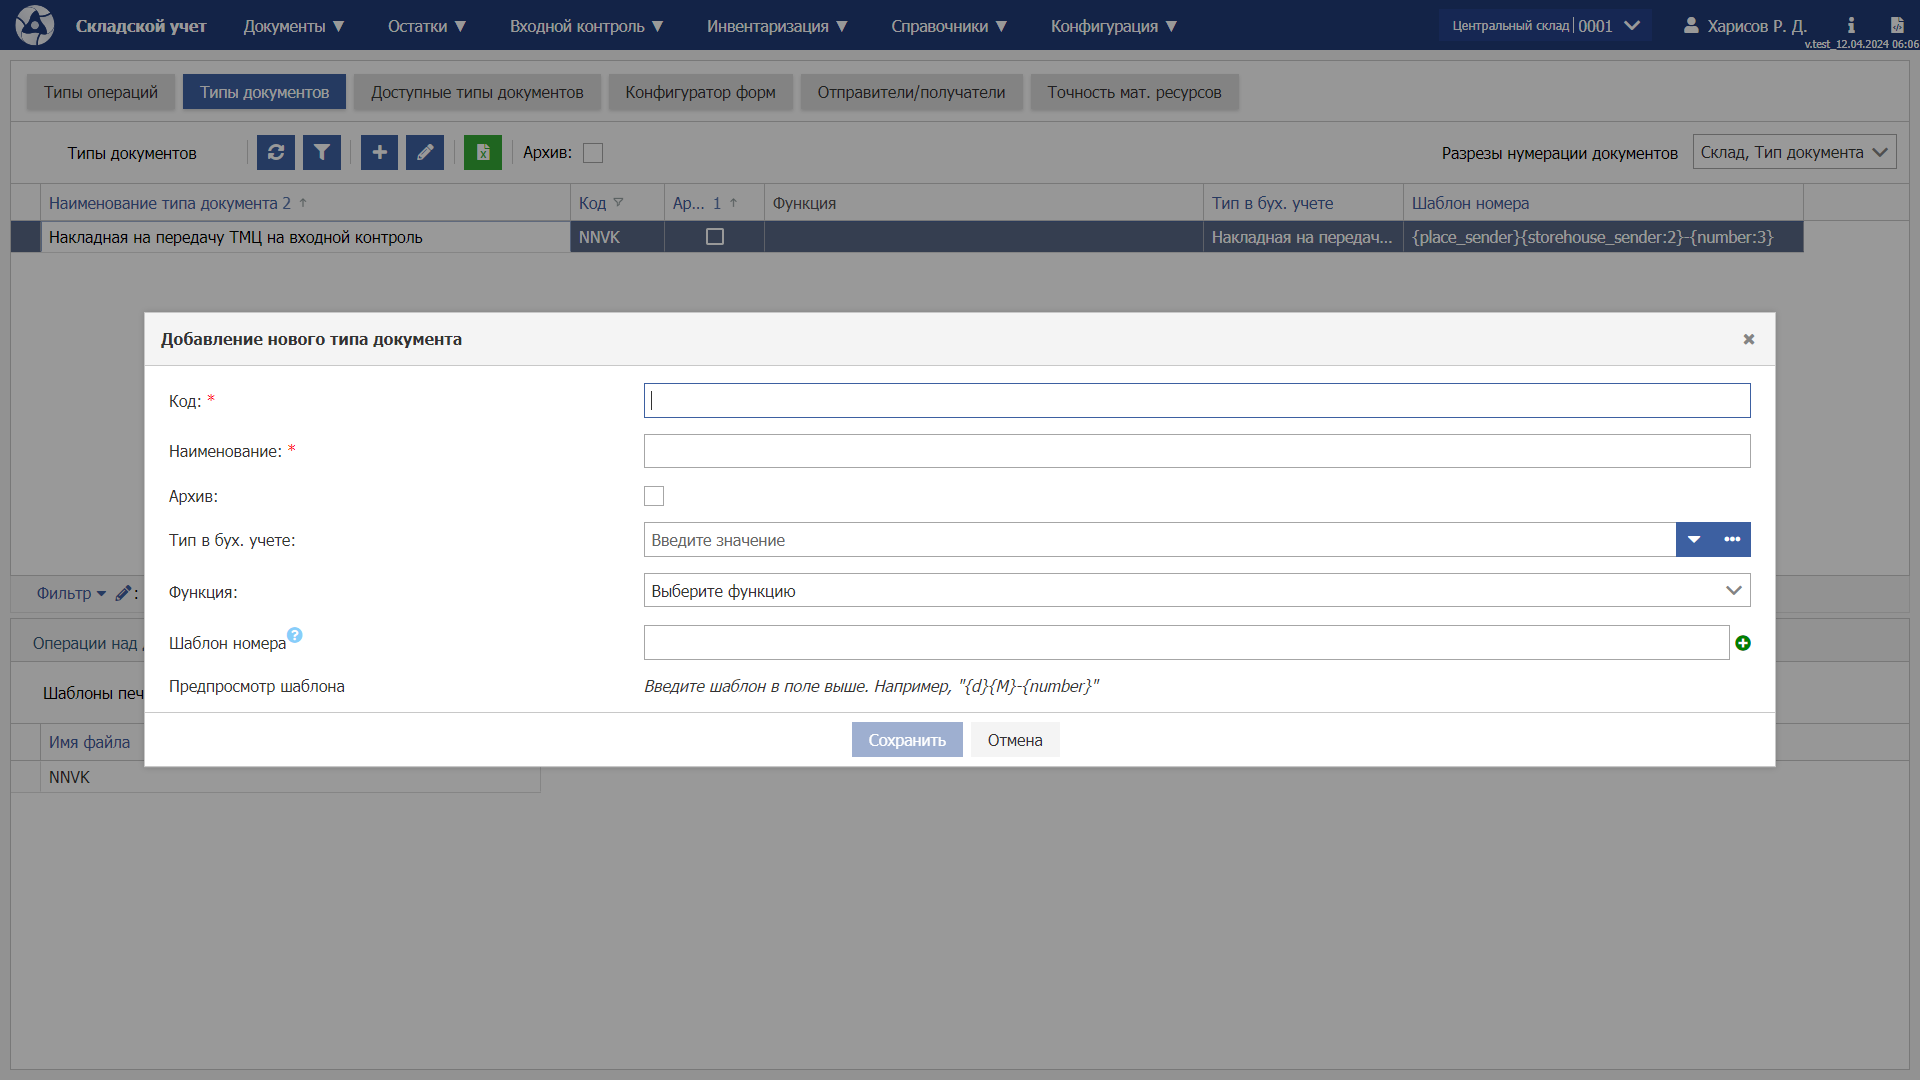 Складской учет
Документы ▼
Остатки ▼
Входной контроль ▼
Инвентаризация ▼
Справочники ▼
Конфигурация ▼
Центральный склад | 0001
Харисов Р. Д.
v.test_12.04.2024 06:06
Типы операций
Типы документов
Доступные типы документов
Конфигуратор форм
Отправители/получатели
Точность мат. ресурсов
Типы документов
Архив:
Разрезы нумерации документов
Склад, Тип документа
Наименование типа документа 2 ↑
Код
Ар... 1 ↑
Функция
Тип в бух. учете
Шаблон номера
Накладная на передачу ТМЦ на входной контроль
NNVK
Накладная на передач...
{place_sender}{storehouse_sender:2}-{number:3}
Добавление нового типа документа
Код: *
Наименование: *
Архив:
Тип в бух. учете:
Введите значение
Функция:
Выберите функцию
Шаблон номера
?
Предпросмотр шаблона
Введите шаблон в поле выше. Например, "{d}{M}-{number}"
Сохранить
Отмена
Фильтр
:
Операции над
Шаблоны печ
Имя файла
NNVK